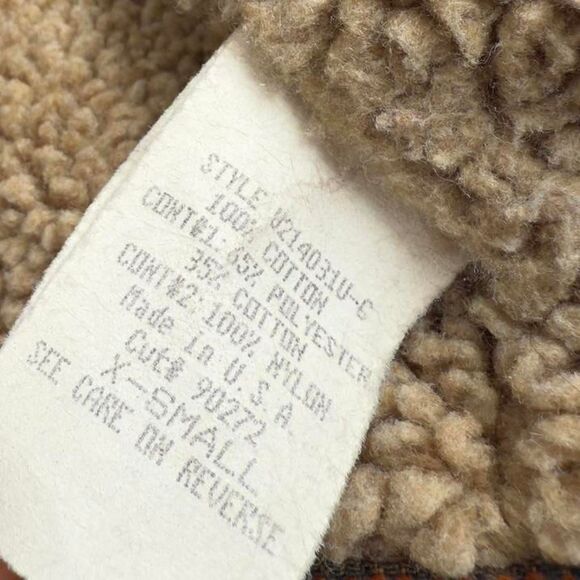 STYLE 0214031U-C
100% COTTON
CONT#1: 65% POLYESTER
35% COTTON
CONT#2: 100% NYLON
Made in U.S.A
Cut# 90272
X-SMALL
SEE CARE ON REVERSE